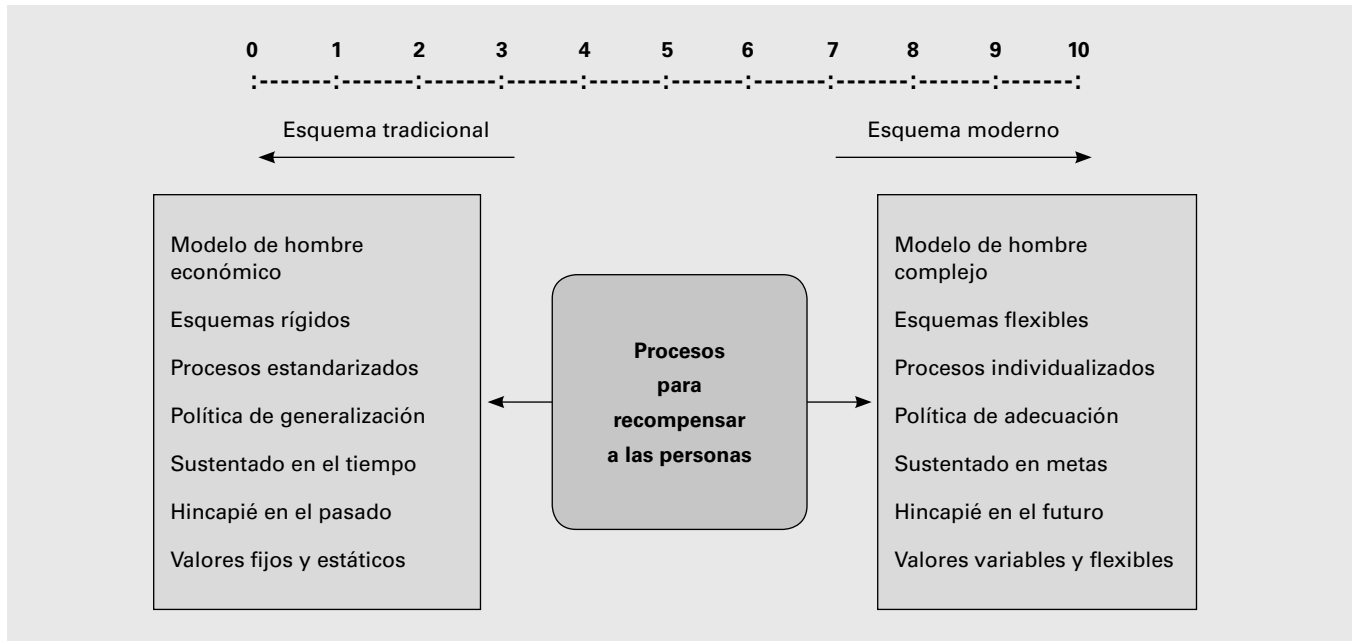 0 1 2 3 4 5 6 7 8 9 10
Esquema tradicional
Esquema moderno
Modelo de hombre
económico
Esquemas rígidos
Procesos estandarizados
Política de generalización
Sustentado en el tiempo
Hincapié en el pasado
Valores fijos y estáticos
Procesos
para
recompensar
a las personas
Modelo de hombre
complejo
Esquemas flexibles
Procesos individualizados
Política de adecuación
Sustentado en metas
Hincapié en el futuro
Valores variables y flexibles